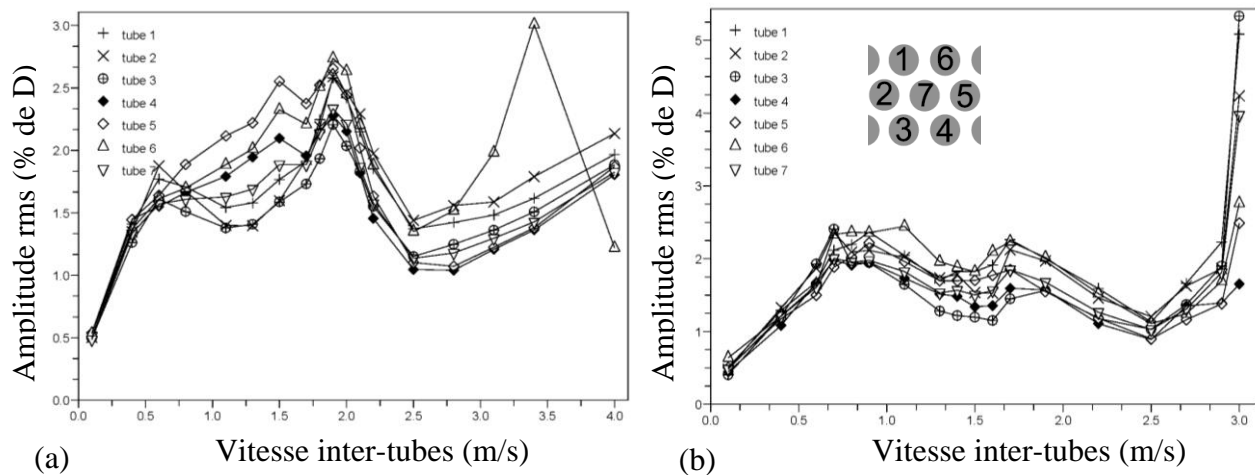 Amplitude rms (% de D)
3.0
2.5
2.0
1.5
1.0
0.5
0.0
tube 1
tube 2
tube 3
tube 4
tube 5
tube 6
tube 7
0.0 0.5 1.0 1.5 2.0 2.5 3.0 3.5 4.0
Vitesse inter-tubes (m/s)
(a)
Amplitude rms (% de D)
5
4
3
2
1
0
tube 1
tube 2
tube 3
tube 4
tube 5
tube 6
tube 7
1 6
2 7 5
3 4
0.0 0.5 1.0 1.5 2.0 2.5 3.0
Vitesse inter-tubes (m/s)
(b)